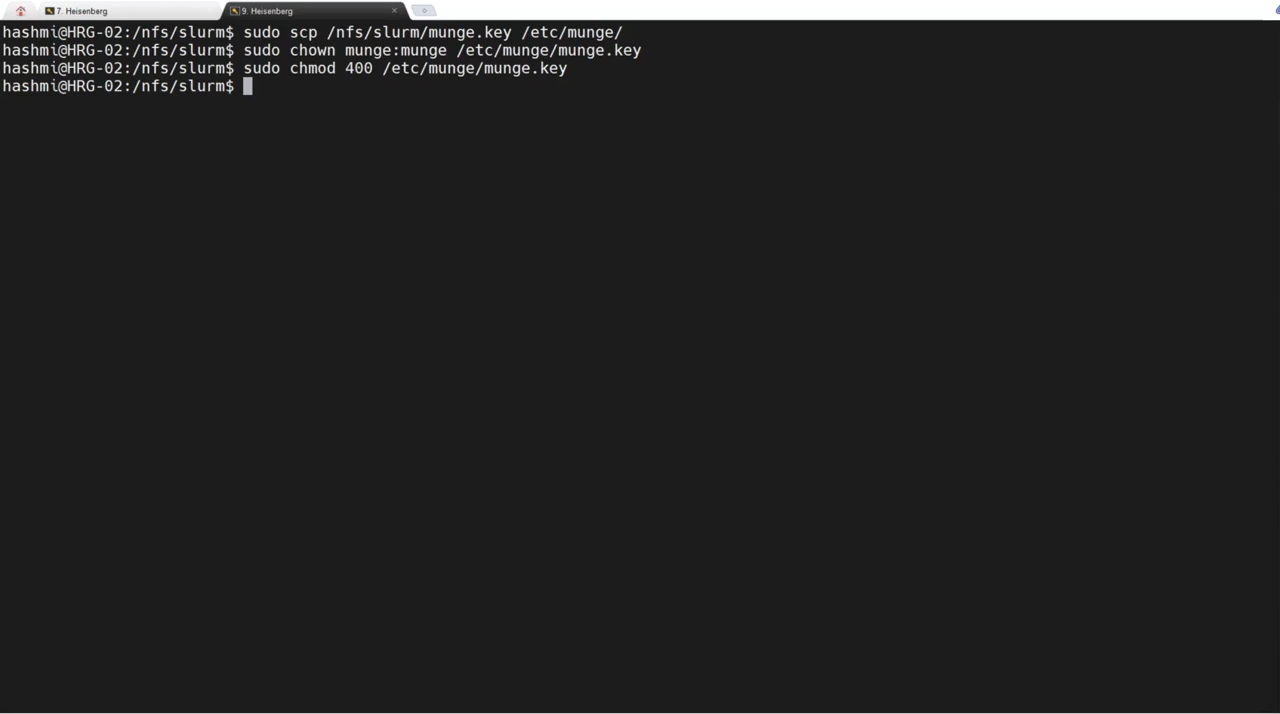 7. Heisenberg
9. Heisenberg
hashmi@HRG-02:/nfs/slurm$ sudo scp /nfs/slurm/munge.key /etc/munge/
hashmi@HRG-02:/nfs/slurm$ sudo chown munge:munge /etc/munge/munge.key
hashmi@HRG-02:/nfs/slurm$ sudo chmod 400 /etc/munge/munge.key
hashmi@HRG-02:/nfs/slurm$